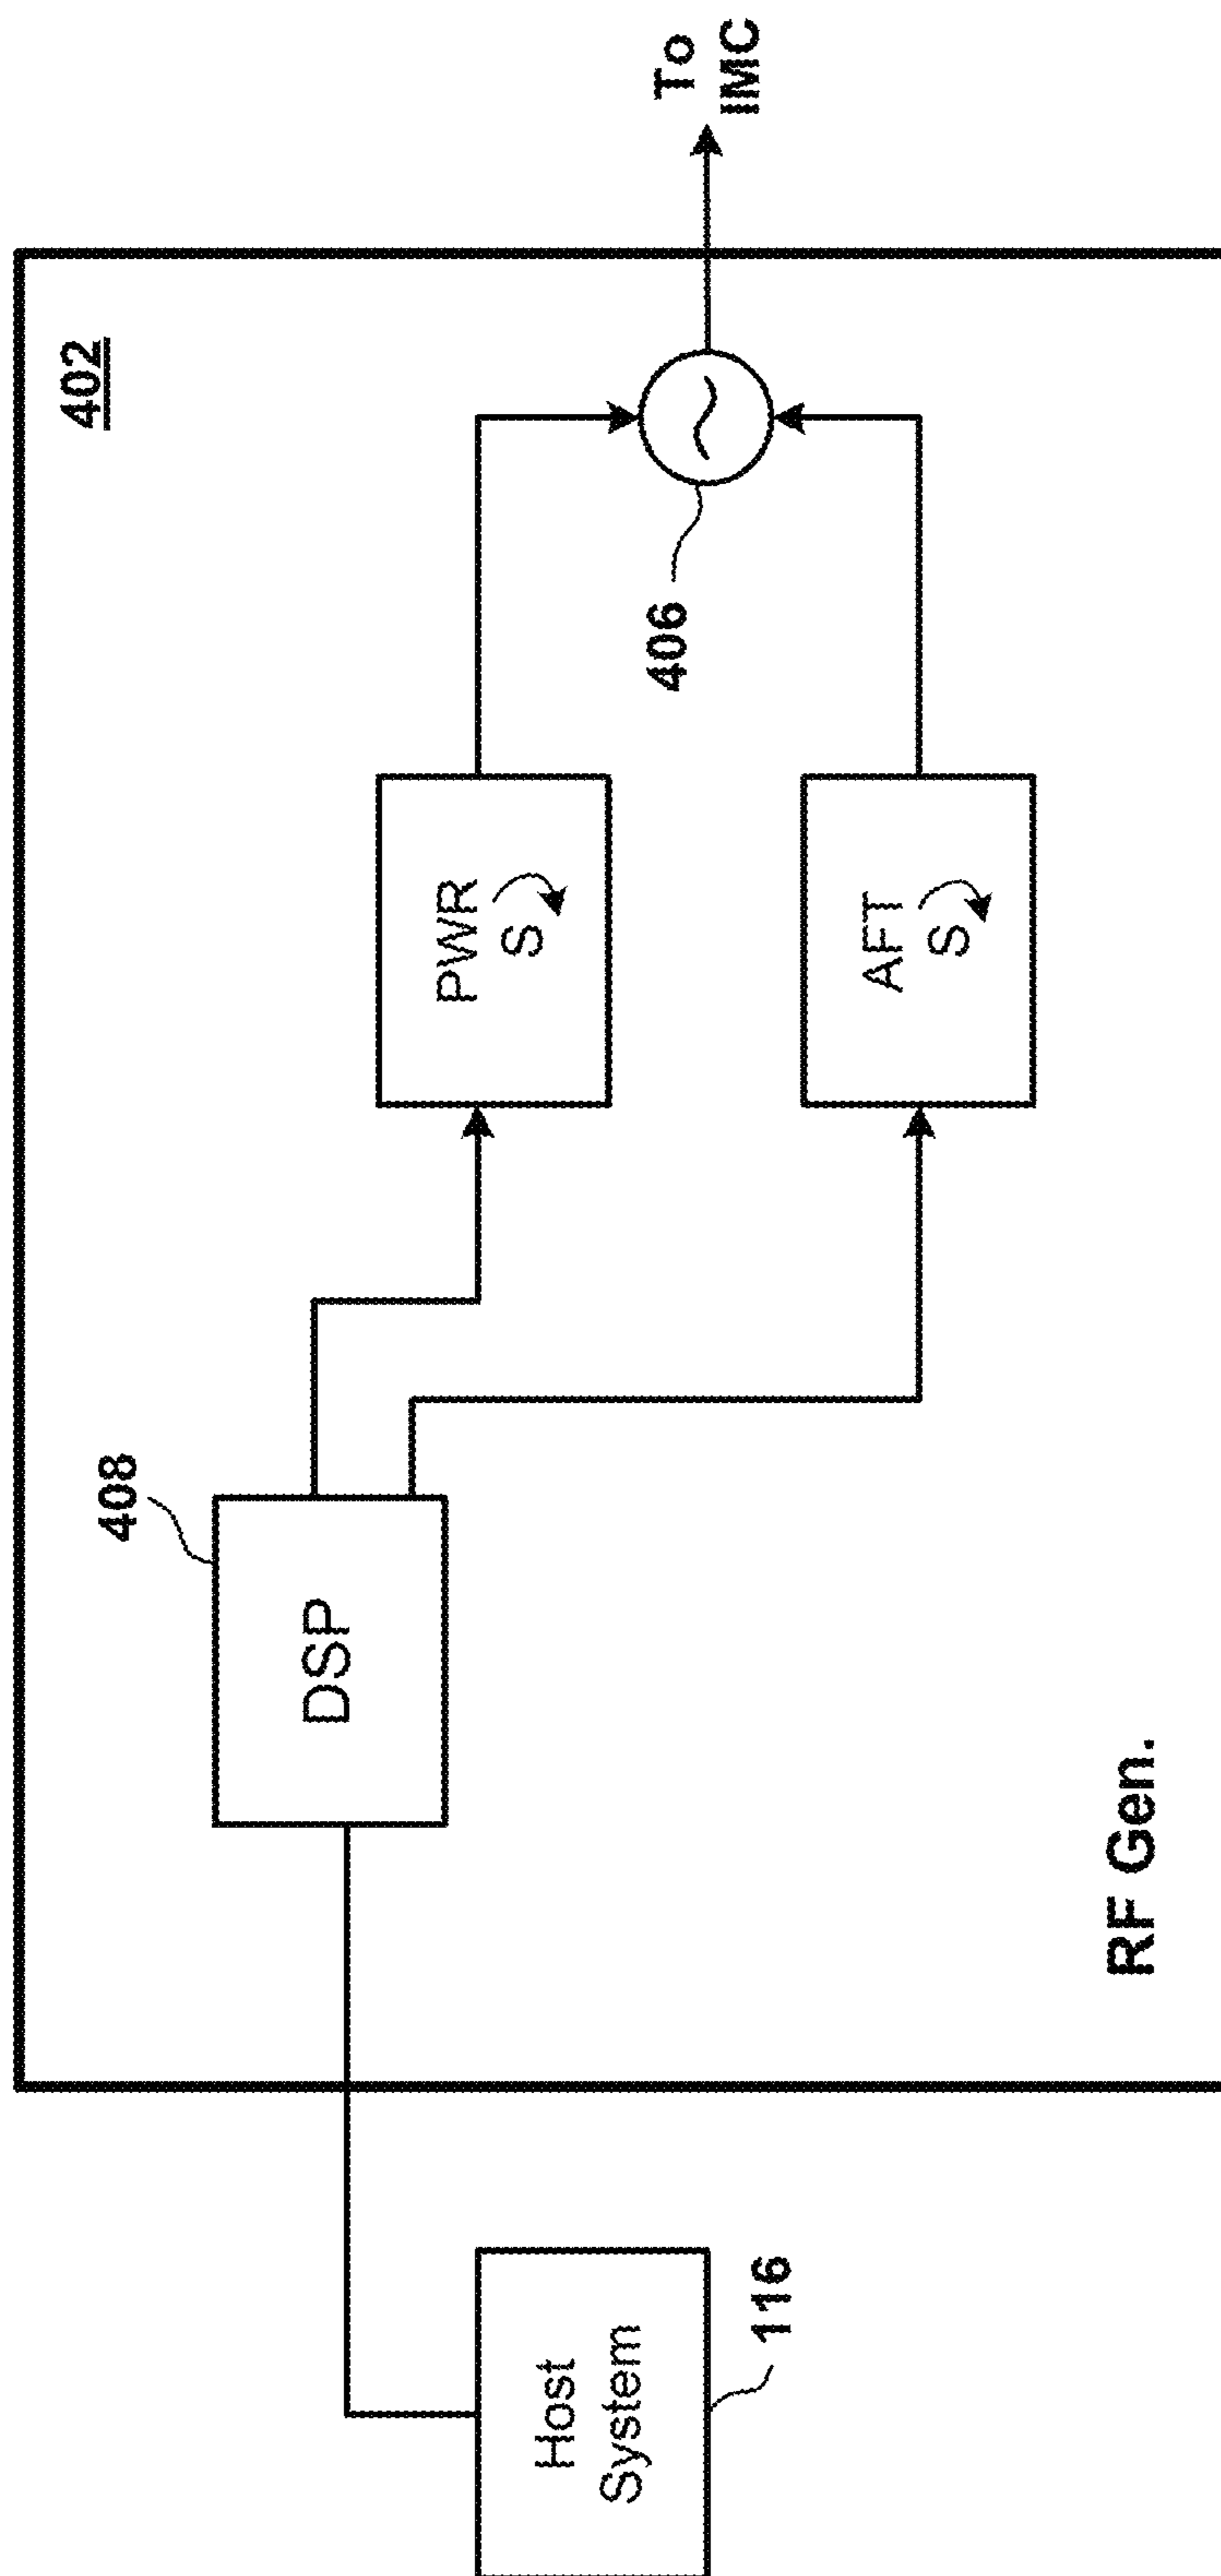 402
To
IMC
408
DSP
PWR
S
406
AFT
S
Host
System
116
RF Gen.